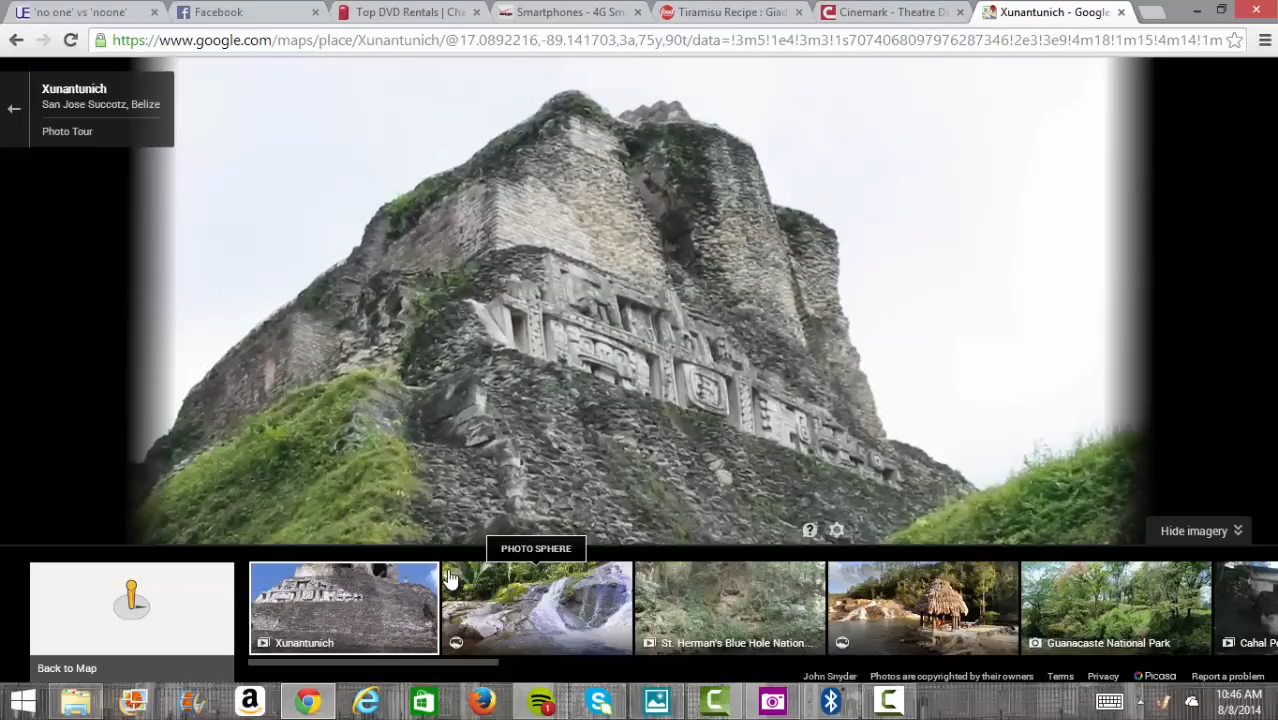 'no one' vs 'noone'
Facebook
Top DVD Rentals | Che
Smartphones - 4G Sm
Tiramisu Recipe : Giad
Cinemark - Theatre De
Xunantunich - Google
https://www.google.com/maps/place/Xunantunich/@17.0892216,-89.141703,3a,75y,90t/data=!3m5!1e4!3m3!1s7074068097976287346!2e3!3e9!4m18!1m15!4m14!1m
Xunantunich
San Jose Succotz, Belize
Photo Tour
Hide imagery
PHOTO SPHERE
Xunantunich
St. Herman's Blue Hole Nation...
Guanacaste National Park
Cahal P
Back to Map
John Snyder Photos are copyrighted by their owners Terms Privacy Picasa Report a problem
10:46 AM
8/8/2014